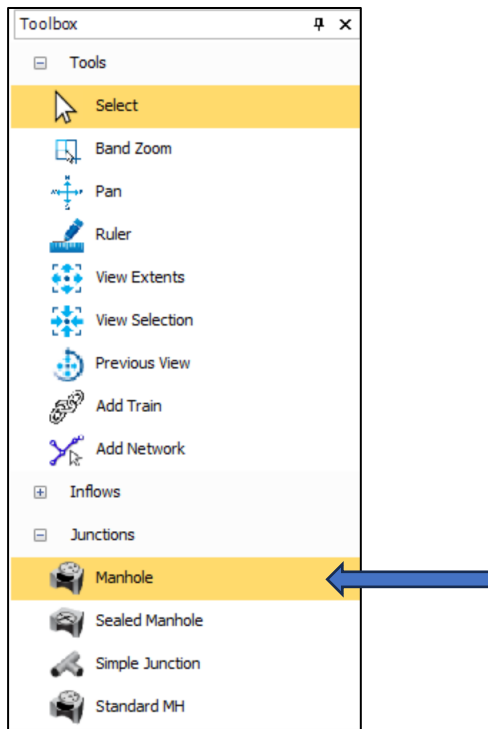 Toolbox
Tools
Select
Band Zoom
Pan
Ruler
View Extents
View Selection
Previous View
Add Train
Add Network
Inflows
Junctions
Manhole
Sealed Manhole
Simple Junction
Standard MH